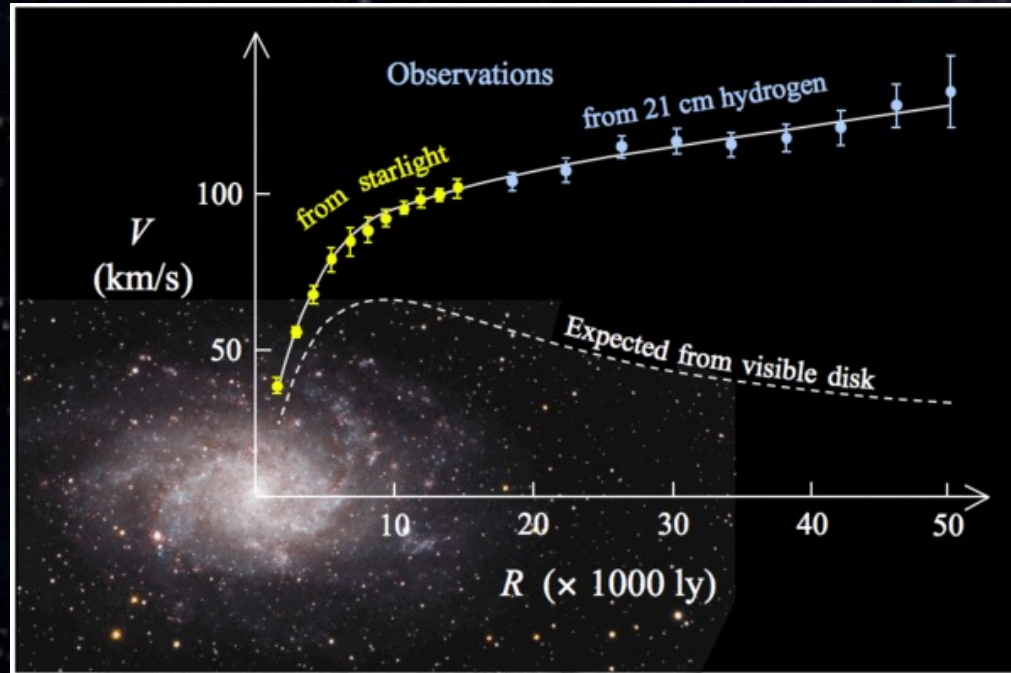 Observations
from 21 cm hydrogen
from starlight
100
V
(km/s)
50
Expected from visible disk
10 20 30 40 50
R (× 1000 ly)